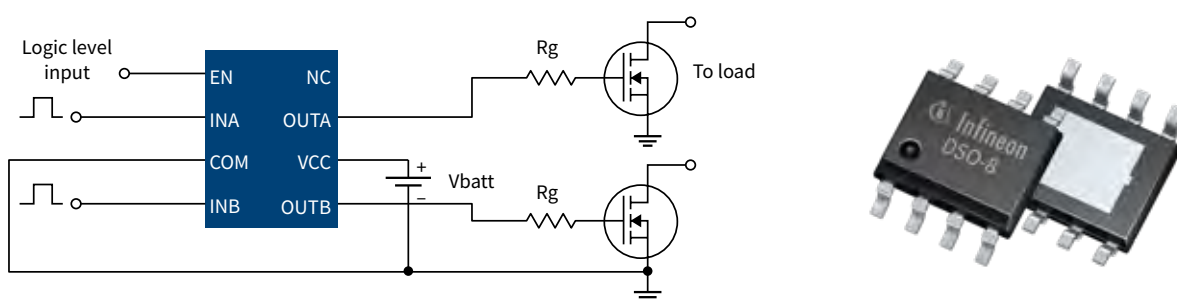 Logic level
input
EN
NC
INA
OUTA
COM
VCC
INB
OUTB
+
−
Vbatt
Rg
To load
Rg
Infineon
DSO-8